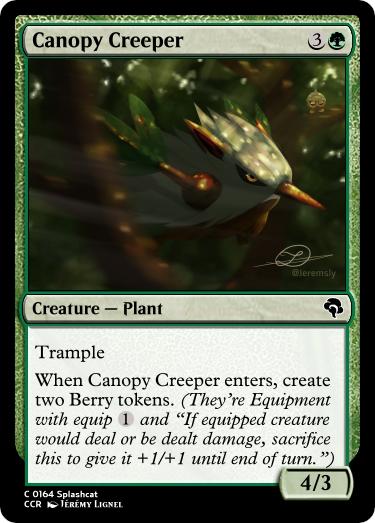 Canopy Creeper 3
@leremsly
Creature — Plant
Trample
When Canopy Creeper enters, create
two Berry tokens. (They're Equipment
with equip 1 and “If equipped creature
would deal or be dealt damage, sacrifice
this to give it +1/+1 until end of turn.”)
4/3
C 0164 Splashcat
CCR JÉRÉMY LIGNEL